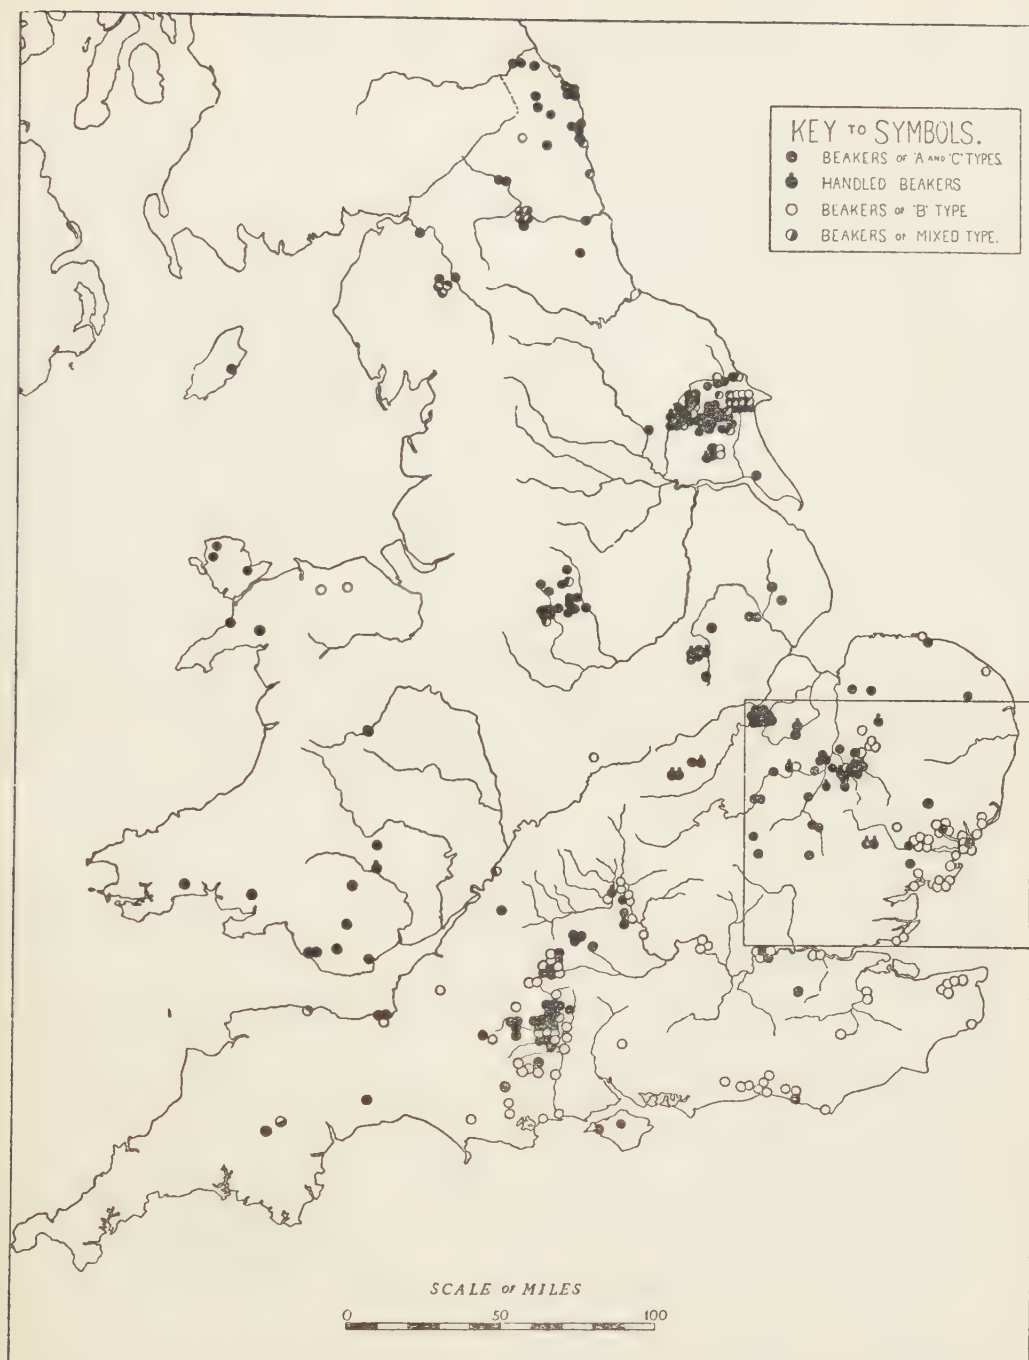 KEY TO SYMBOLS.
BEAKERS OF 'A AND 'C' TYPES.
HANDLED BEAKERS
BEAKERS OF 'B' TYPE
BEAKERS OF MIXED TYPE.
SCALE OF MILES
0 50 100